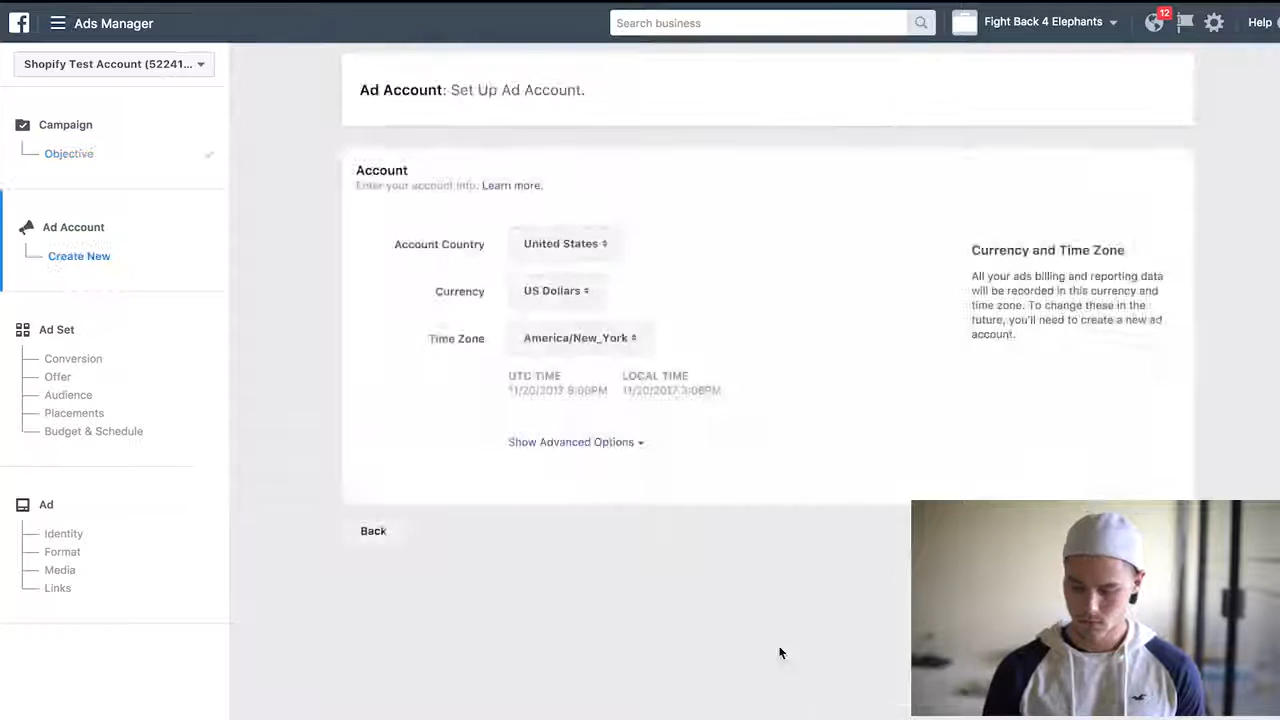 Ads Manager
Search business
Fight Back 4 Elephants
12
Help
Shopify Test Account (52241...
Campaign
Objective
Ad Account
Create New
Ad Set
Conversion
Offer
Audience
Placements
Budget & Schedule
Ad
Identity
Format
Media
Links
Ad Account: Set Up Ad Account.
Account
Enter your account info. Learn more.
Account Country
United States
Currency
US Dollars
Time Zone
America/New_York
UTC TIME
LOCAL TIME
11/20/2017
11/20/2017
Show Advanced Options
Currency and Time Zone
All your ads billing and reporting data
will be recorded in this currency and
time zone. To change these in the
future, you'll need to create a new ad
account.
Back